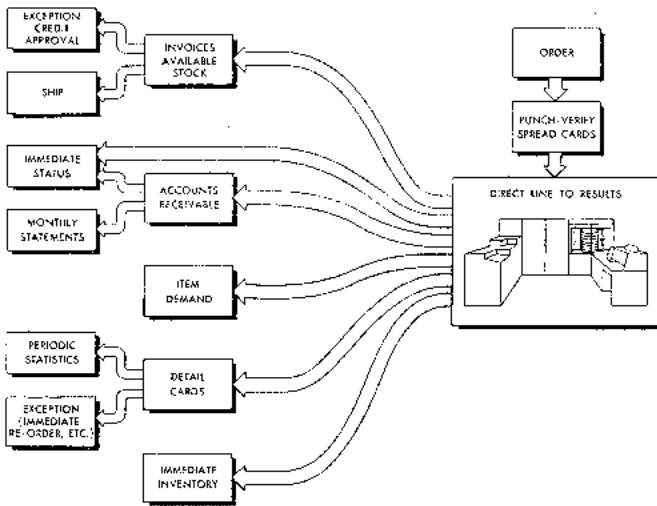 EXCEPTION
CREDIT
APPROVAL
SHIP
INVOICES
AVAILABLE
STOCK
ORDER
PUNCH-VERIFY
SPREAD CARDS
IMMEDIATE
STATUS
MONTHLY
STATEMENTS
ACCOUNTS
RECEIVABLE
DIRECT LINE TO RESULTS
ITEM
DEMAND
PERIODIC
STATISTICS
EXCEPTION
(IMMEDIATE
RE-ORDER, ETC.)
DETAIL
CARDS
IMMEDIATE
INVENTORY